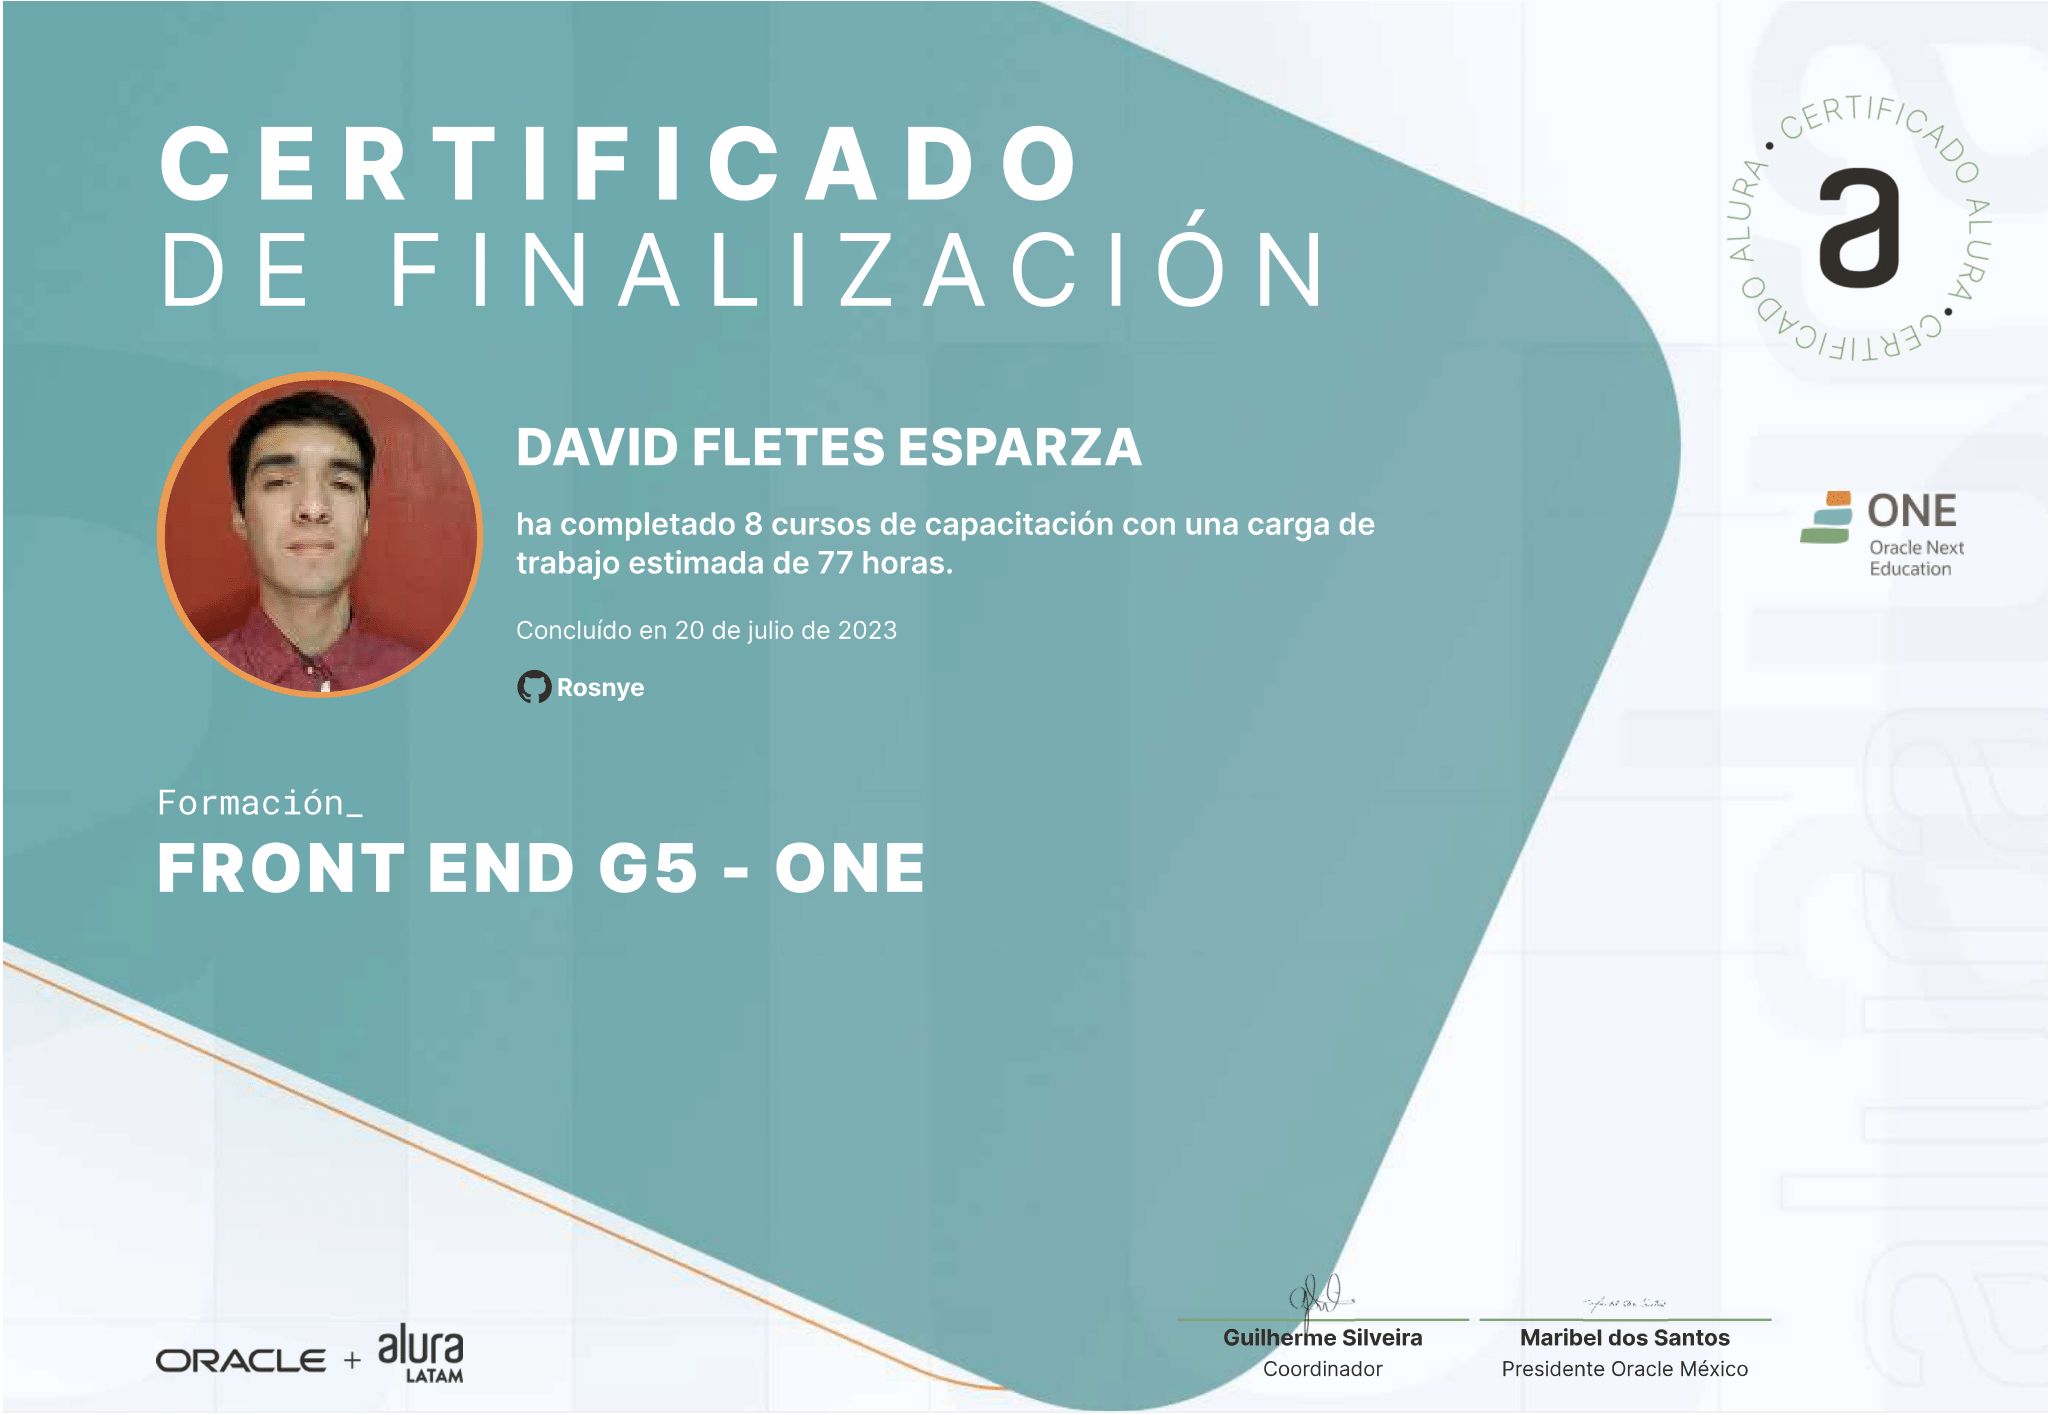 CERTIFICADO
DE FINALIZACIÓN
CERTIFICADO ALURA • CERTIFICADO ALURA •
a
DAVID FLETES ESPARZA
ha completado 8 cursos de capacitación con una carga de
trabajo estimada de 77 horas.
Concluído en 20 de julio de 2023
Rosnye
ONE
Oracle Next
Education
Formación_
FRONT END G5 - ONE
ORACLE + alura
LATAM
Guilherme Silveira
Coordinador
Maribel dos Santos
Presidente Oracle México
alura